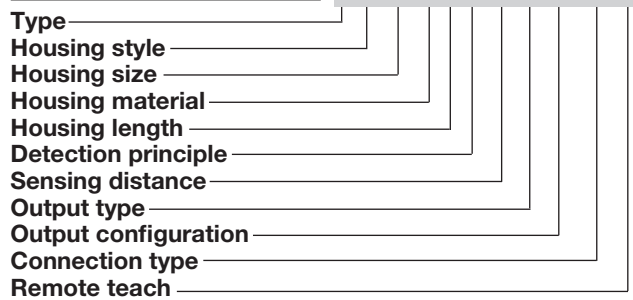 Type
Housing style
Housing size
Housing material
Housing length
Detection principle
Sensing distance
Output type
Output configuration
Connection type
Remote teach